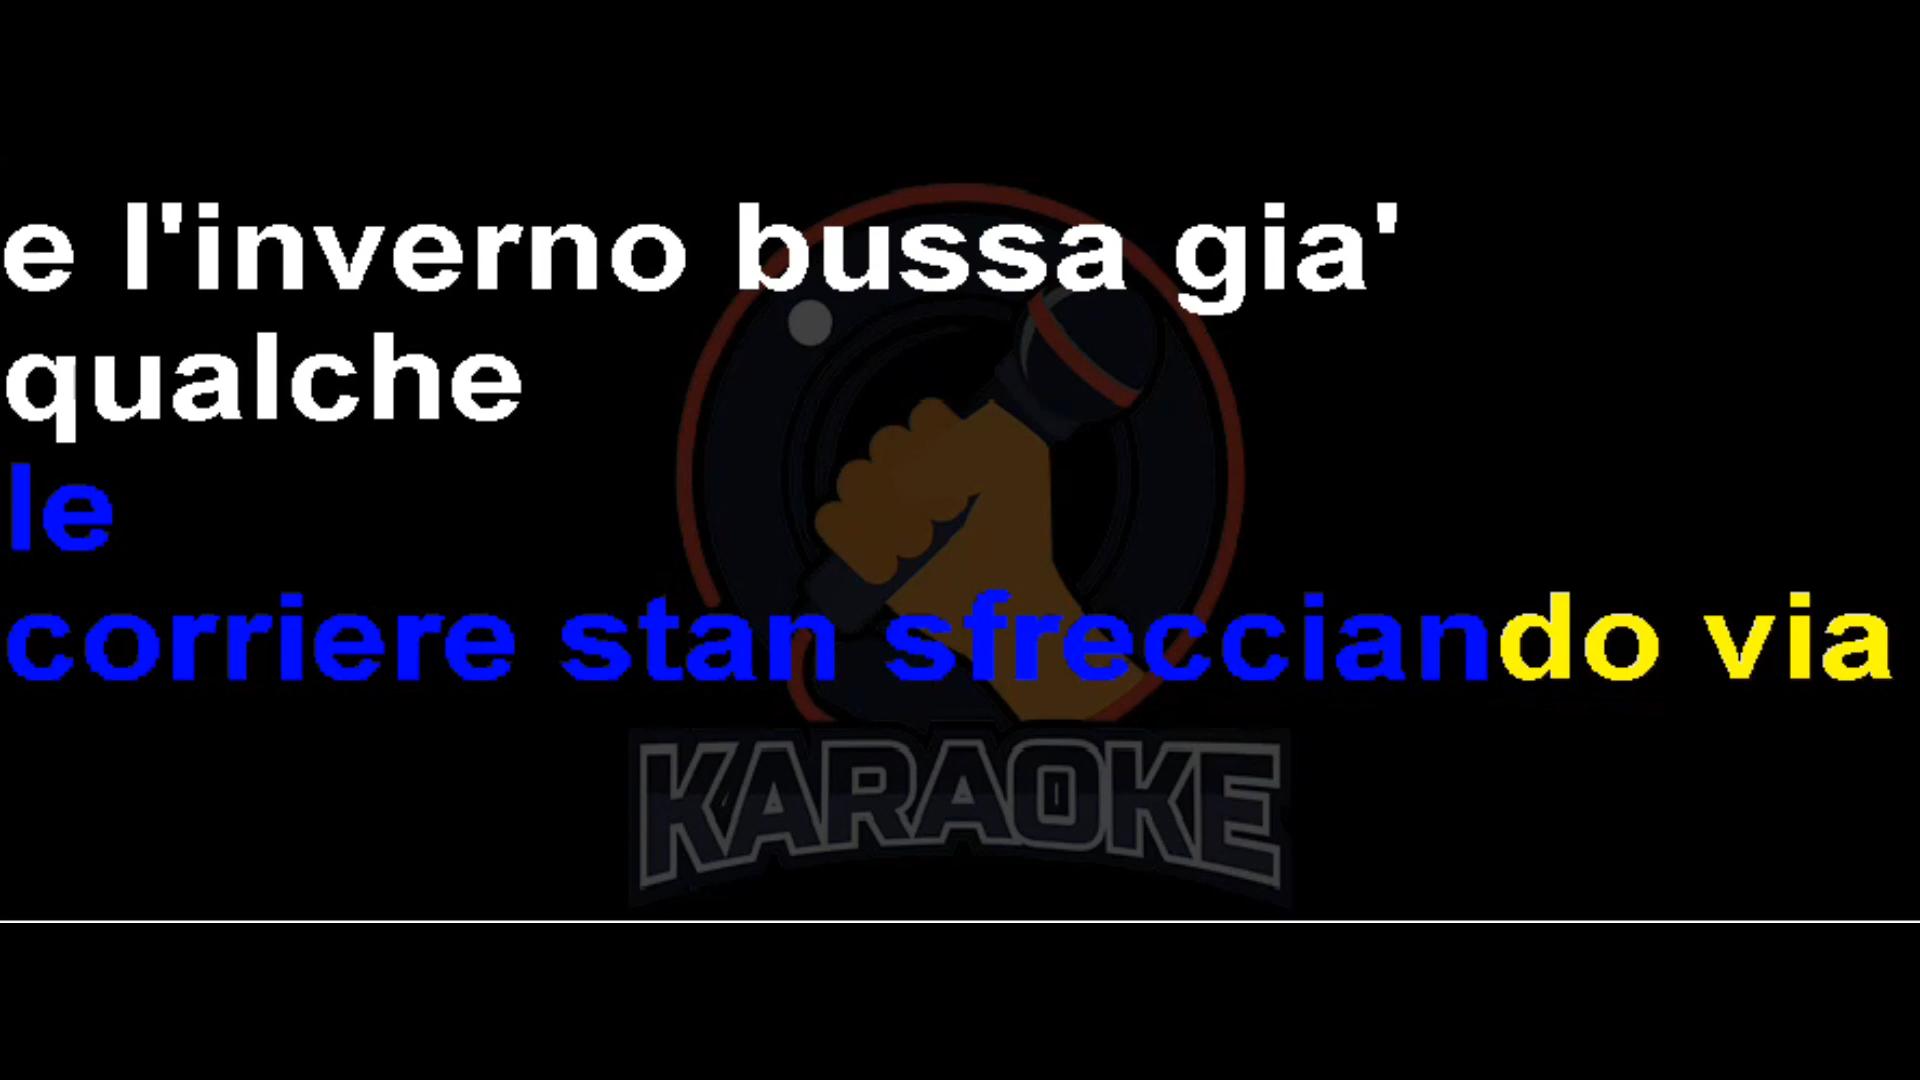 e l'inverno bussa gia'
qualche
le
corriere stan sfrecciando via
KARAOKE